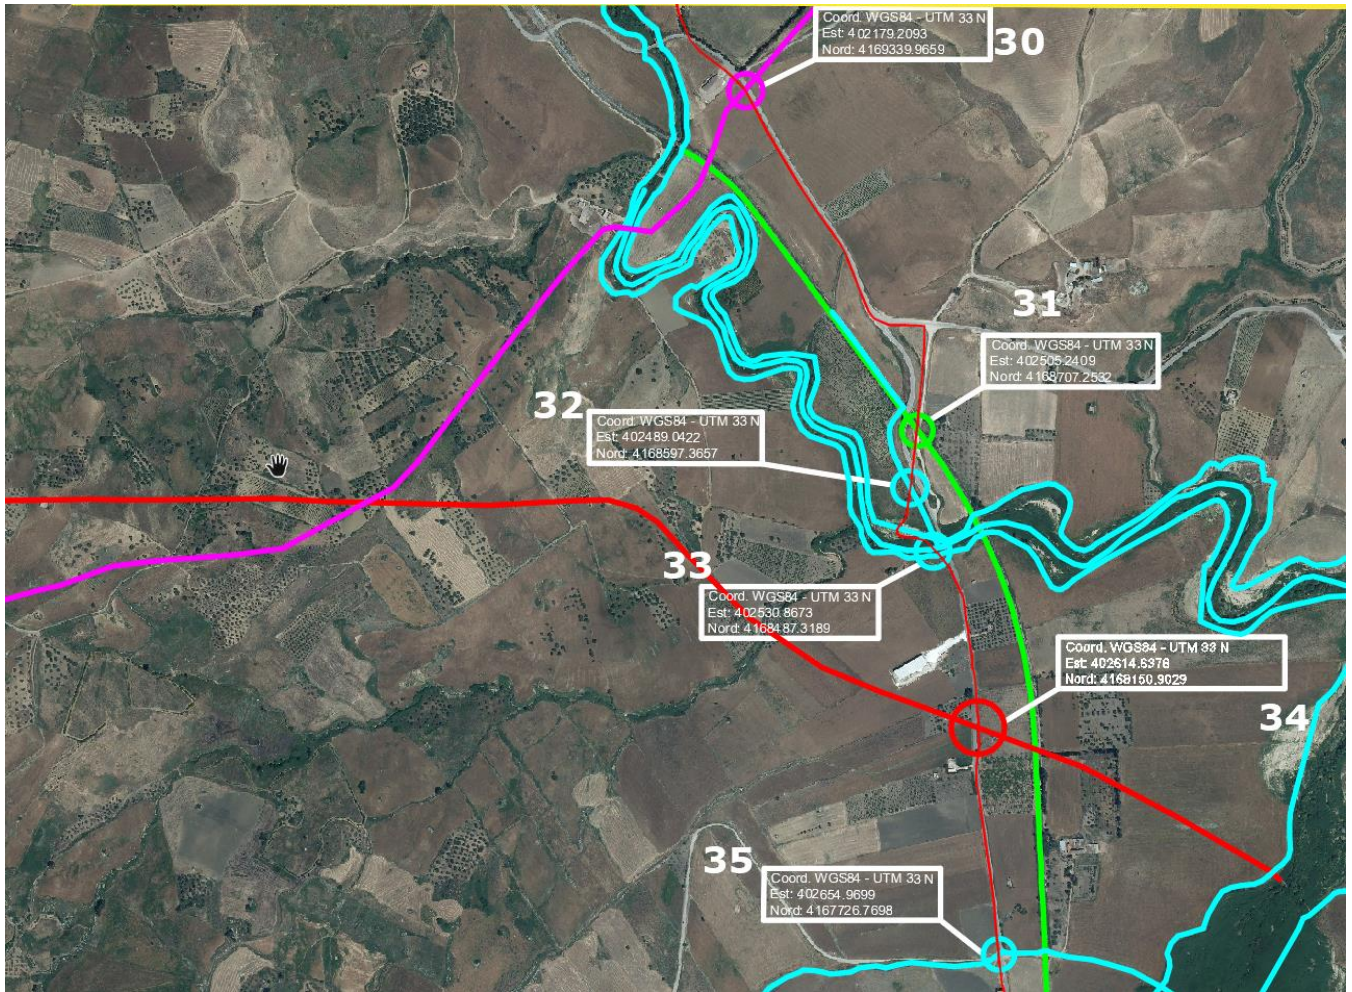 Coord. WGS84 - UTM 33 N
Est: 402179.2093
Nord: 4169339.9659
30
31
Coord. WGS84 - UTM 33 N
Est: 402505.2409
Nord: 4168707.2532
32
Coord. WGS84 - UTM 33 N
Est: 402489.0422
Nord: 4168597.3657
33
Coord. WGS84 - UTM 33 N
Est: 402530.8673
Nord: 4168487.3189
Coord. WGS84 - UTM 33 N
Est: 402614.6376
Nord: 4168150.9029
34
35
Coord. WGS84 - UTM 33 N
Est: 402654.9699
Nord: 4167726.7698